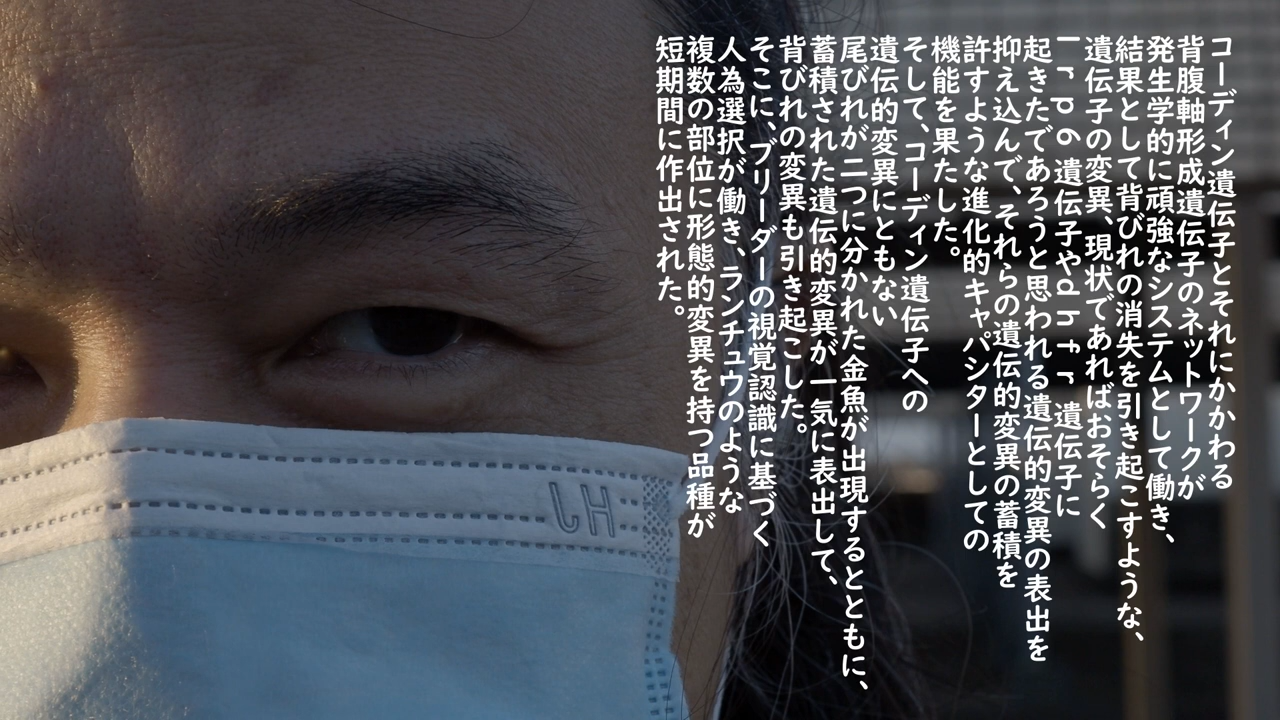 コーディン遺伝子とそれにかかわる
背腹軸形成遺伝子のネットワークが
発生学的に頑強なシステムとして働き、
結果として背びれの消失を引き起こすような、
遺伝子の変異、現状であればおそらく
lrp6遺伝子やdhfr遺伝子に
起きたであろうと思われる遺伝的変異の表出を
抑え込んで、それらの遺伝的変異の蓄積を
許すような進化的キャパシターとしての
機能を果たした。
そして、コーディン遺伝子への
遺伝的変異にともない
尾びれが二つに分かれた金魚が出現するとともに、
蓄積された遺伝的変異が一気に表出して、
背びれの変異も引き起こした。
そこに、ブリーダーの視覚認識に基づく
人為選択が働き、ランチュウのような
複数の部位に形態的変異を持つ品種が
短期間に作出された。